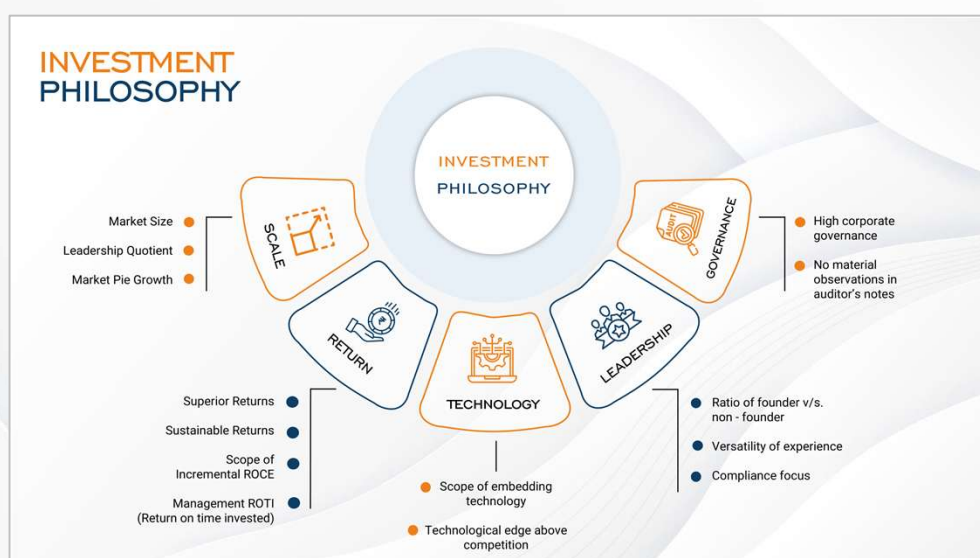 INVESTMENT
PHILOSOPHY
INVESTMENT
PHILOSOPHY
SCALE
Market Size
Leadership Quotient
Market Pie Growth
RETURN
Superior Returns
Sustainable Returns
Scope of
Incremental ROCE
Management ROTI
(Return on time invested)
TECHNOLOGY
Scope of embedding
technology
Technological edge above
competition
LEADERSHIP
Ratio of founder v/s.
non - founder
Versatility of experience
Compliance focus
AUDIT
GOVERNANCE
High corporate
governance
No material
observations in
auditor's notes